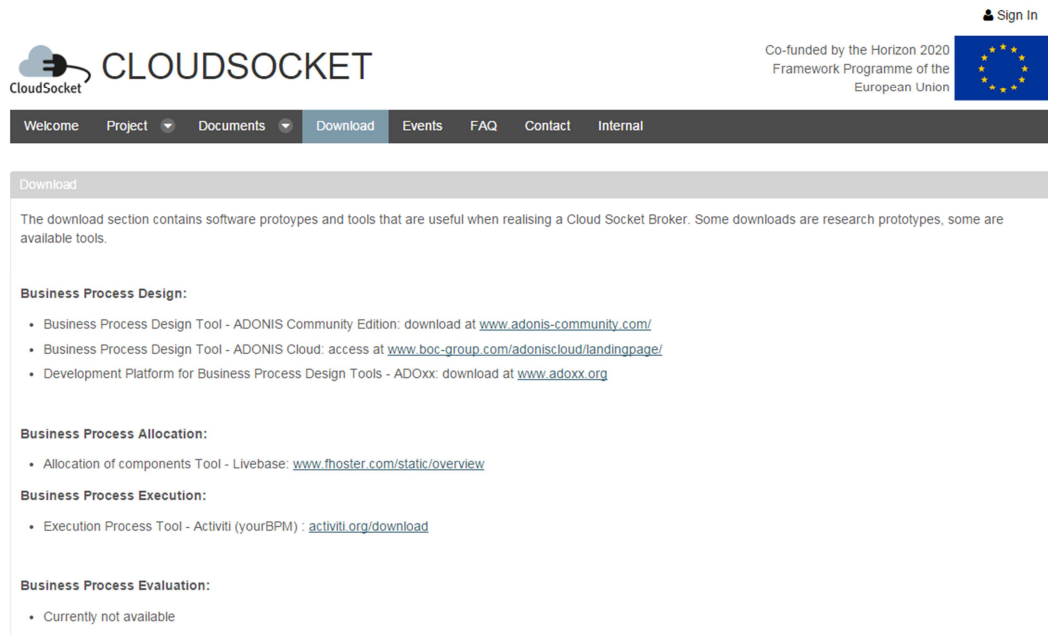 Sign In
CloudSocket
CLOUDSOCKET
Co-funded by the Horizon 2020
Framework Programme of the
European Union
Welcome Project Documents Download Events FAQ Contact Internal
Download
The download section contains software protoypes and tools that are useful when realising a Cloud Socket Broker. Some downloads are research prototypes, some are
available tools.
Business Process Design:
• Business Process Design Tool - ADONIS Community Edition: download at www.adonis-community.com/
• Business Process Design Tool - ADONIS Cloud: access at www.boc-group.com/adoniscloud/landingpage/
• Development Platform for Business Process Design Tools - ADOxx: download at www.adoxx.org
Business Process Allocation:
• Allocation of components Tool - Livebase: www.fhoster.com/static/overview
Business Process Execution:
• Execution Process Tool - Activiti (yourBPM) : activiti.org/download
Business Process Evaluation:
• Currently not available